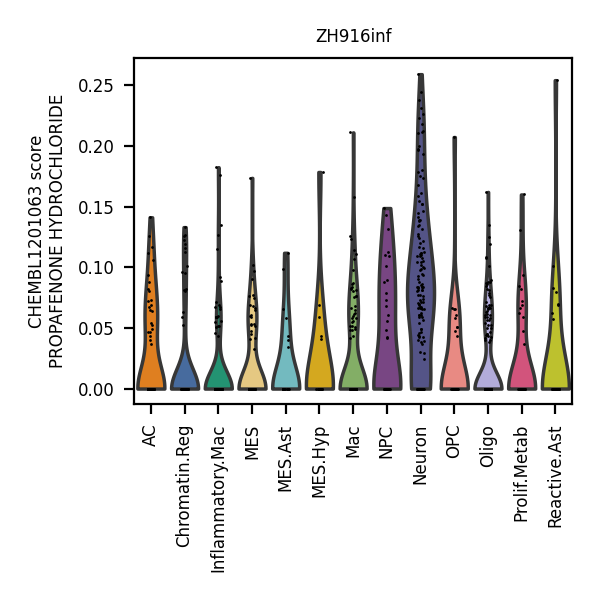 ZH916inf
CHEMBL1201063 score
PROPAFENONE HYDROCHLORIDE
0.25
0.20
0.15
0.10
0.05
0.00
AC
Chromatin.Reg
Inflammatory.Mac
MES
MES.Ast
MES.Hyp
Mac
NPC
Neuron
OPC
Oligo
Prolif.Metab
Reactive.Ast